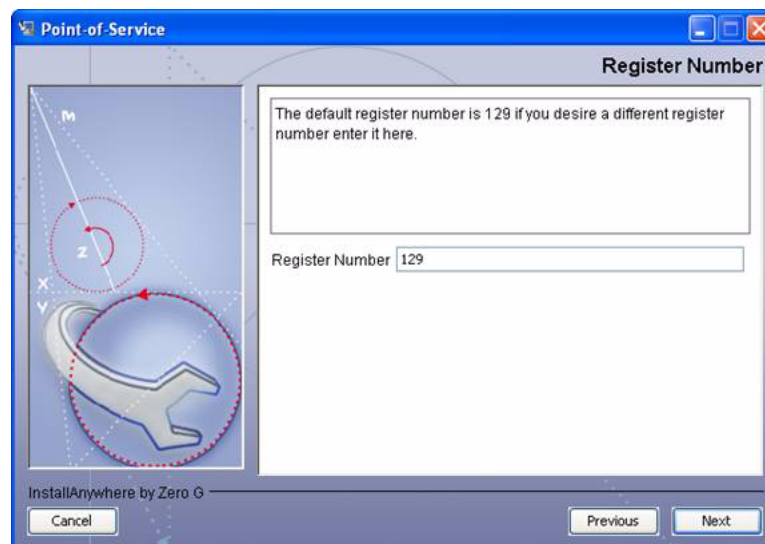 Point-of-Service
Register Number
The default register number is 129 if you desire a different register
number enter it here.
Register Number 129
M
Z
X
Y
InstallAnywhere by Zero G
Cancel
Previous
Next